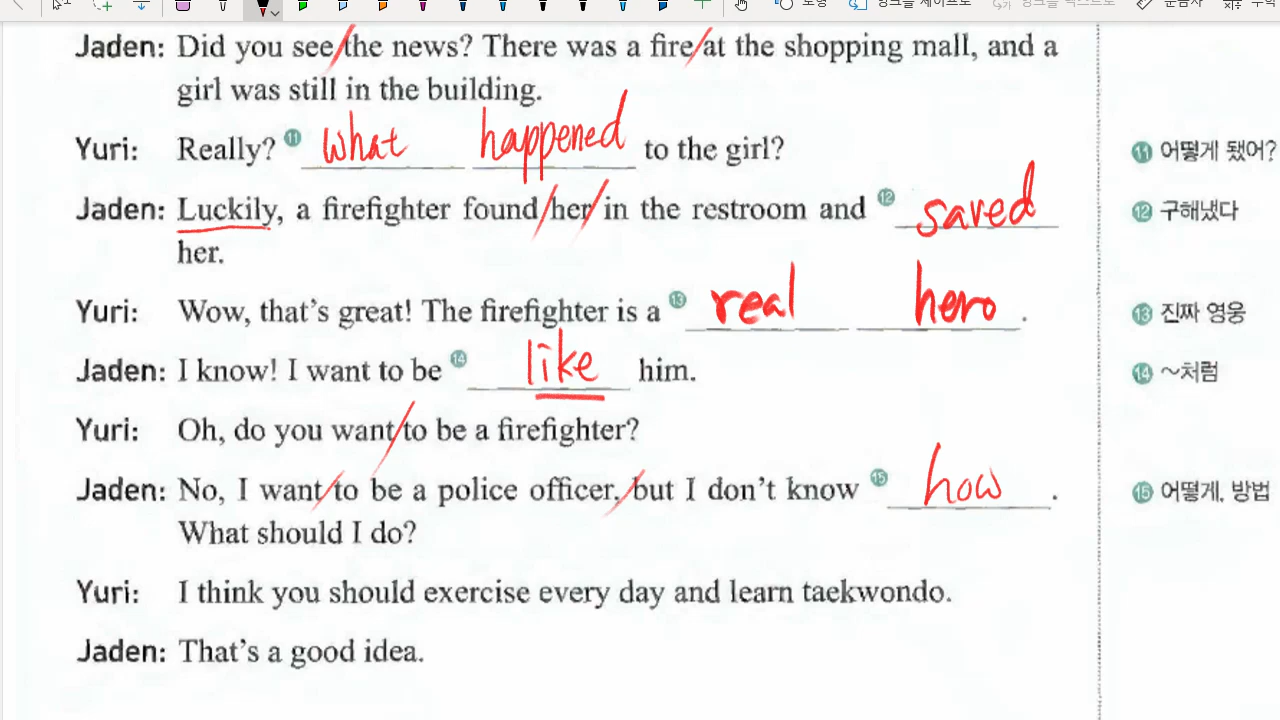 Jaden: Did you see the news? There was a fire at the shopping mall, and a
girl was still in the building.
Yuri: Really? ⑪ what happened to the girl?
⑪ 어떻게 됐어?
Jaden: Luckily, a firefighter found her in the restroom and ⑫ saved
⑫ 구해냈다
her.
Yuri: Wow, that's great! The firefighter is a ⑬ real hero.
⑬ 진짜 영웅
Jaden: I know! I want to be ⑭ like him.
⑭ ~처럼
Yuri: Oh, do you want to be a firefighter?
Jaden: No, I want to be a police officer, but I don't know ⑮ how.
⑮ 어떻게, 방법
What should I do?
Yuri: I think you should exercise every day and learn taekwondo.
Jaden: That's a good idea.